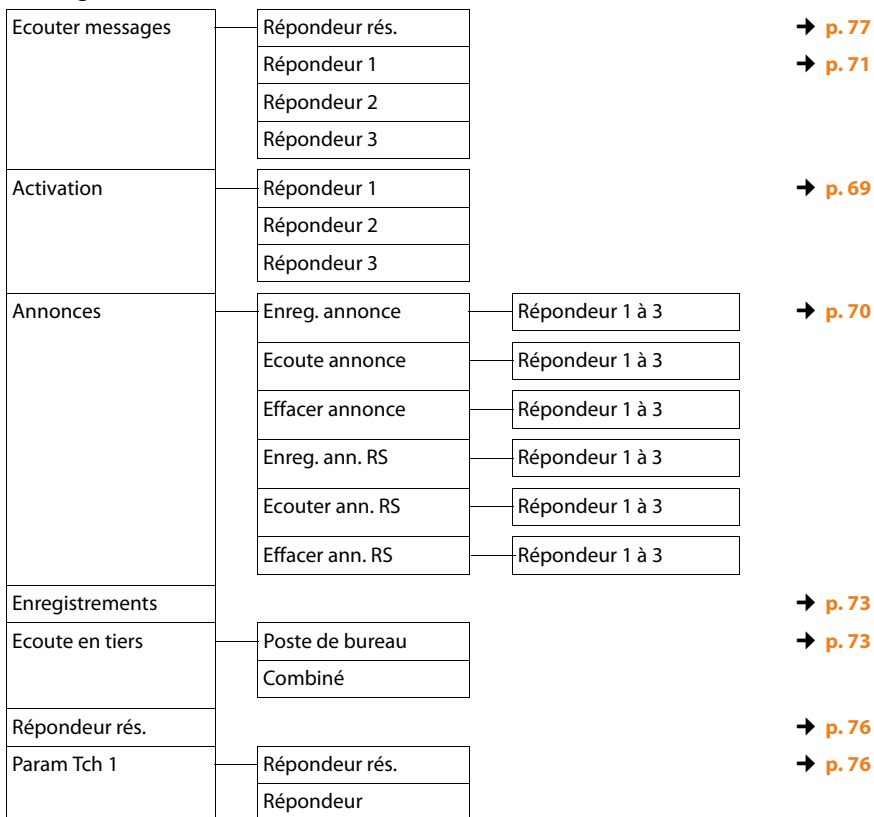 Ecouter messages Répondeur rés. ➔ p. 77
Répondeur 1 ➔ p. 71
Répondeur 2
Répondeur 3
Activation Répondeur 1 ➔ p. 69
Répondeur 2
Répondeur 3
Annonces Enreg. annonce Répondeur 1 à 3 ➔ p. 70
Ecoute annonce Répondeur 1 à 3
Effacer annonce Répondeur 1 à 3
Enreg. ann. RS Répondeur 1 à 3
Ecouter ann. RS Répondeur 1 à 3
Effacer ann. RS Répondeur 1 à 3
Enregistrements ➔ p. 73
Ecoute en tiers Poste de bureau ➔ p. 73
Combiné
Répondeur rés. ➔ p. 76
Param Tch 1 Répondeur rés. ➔ p. 76
Répondeur